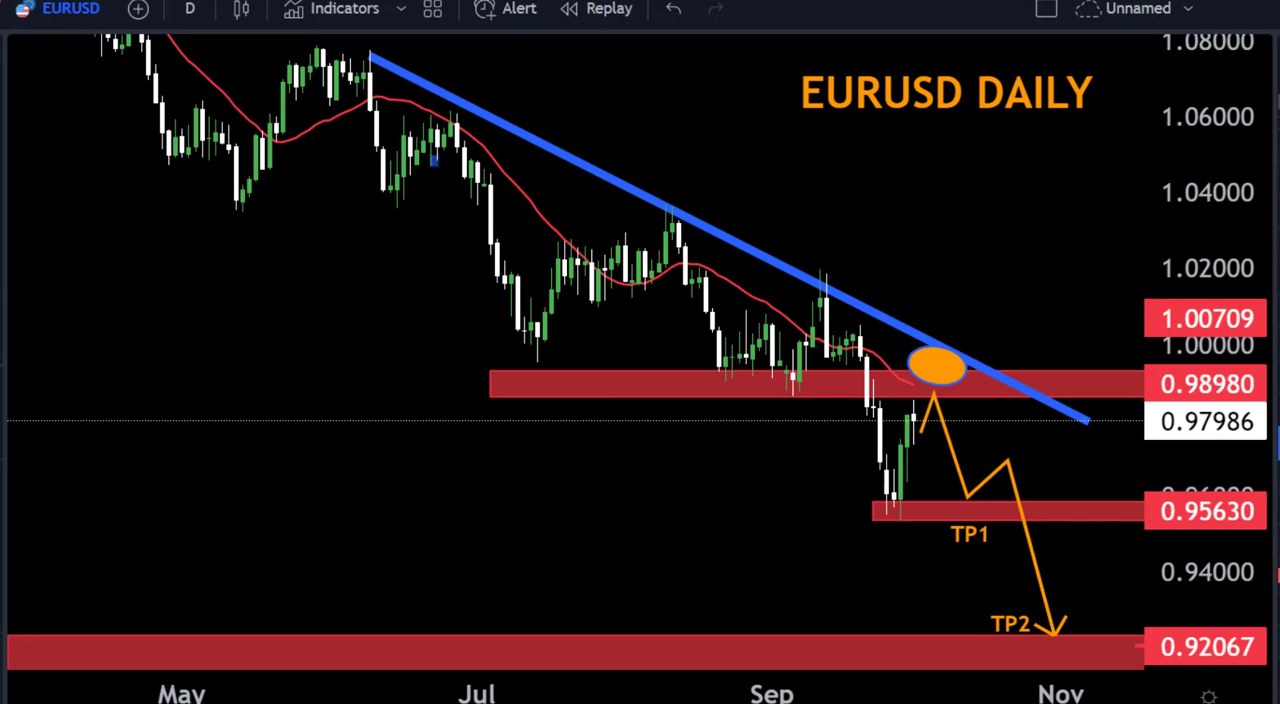 EURUSD D Indicators Alert Replay Unnamed
1.08000
EURUSD DAILY
1.06000
1.04000
1.02000
1.00709
1.00000
0.98980
0.97986
0.95630
TP1
0.94000
TP2
0.92067
May Jul Sep Nov